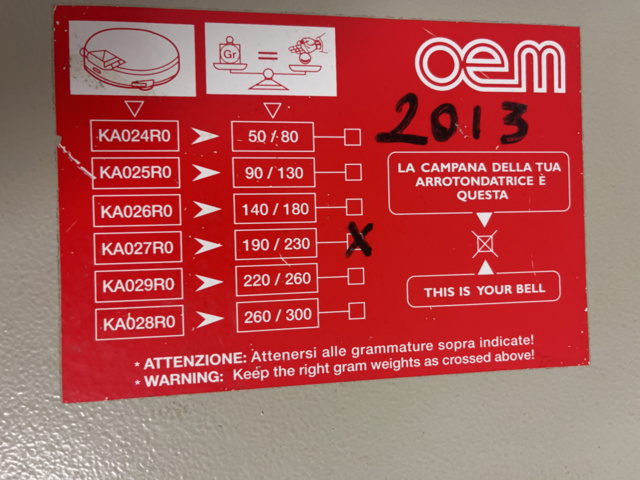 oem
Gr =
2013
KA024R0 50 / 80
KA025R0 90 / 130
KA026R0 140 / 180
KA027R0 190 / 230 X
KA029R0 220 / 260
KA028R0 260 / 300
LA CAMPANA DELLA TUA
ARROTONDATRICE È
QUESTA
THIS IS YOUR BELL
* ATTENZIONE: Attenersi alle grammature sopra indicate!
* WARNING: Keep the right gram weights as crossed above!